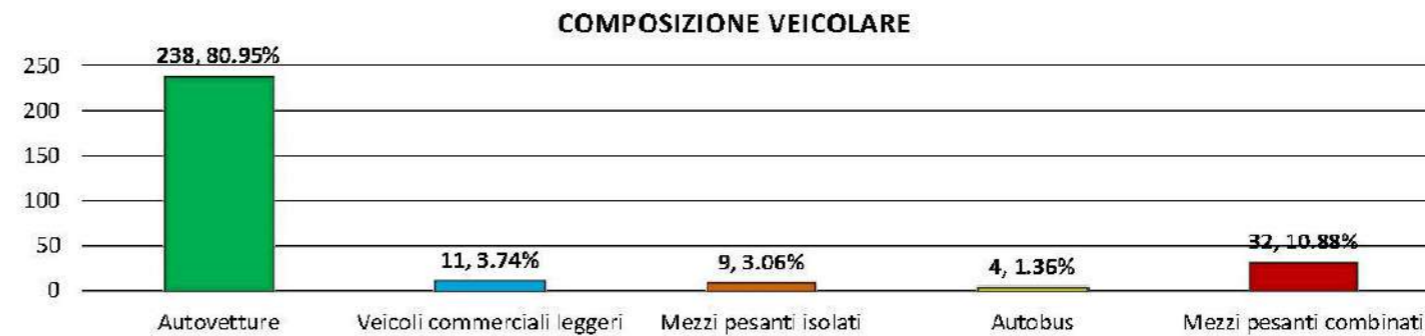 COMPOSIZIONE VEICOLARE
238, 80.95%
250
200
150
100
50
0
11, 3.74%
9, 3.06%
4, 1.36%
32, 10.88%
Autovetture
Veicoli commerciali leggeri
Mezzi pesanti isolati
Autobus
Mezzi pesanti combinati